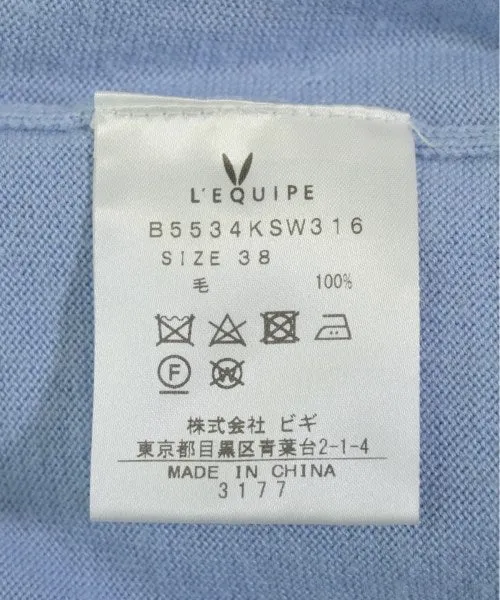 L'EQUIPE
B5534KSW316
SIZE 38
毛 100%
F W
株式会社 ビギ
東京都目黒区青葉台2-1-4
MADE IN CHINA
3177